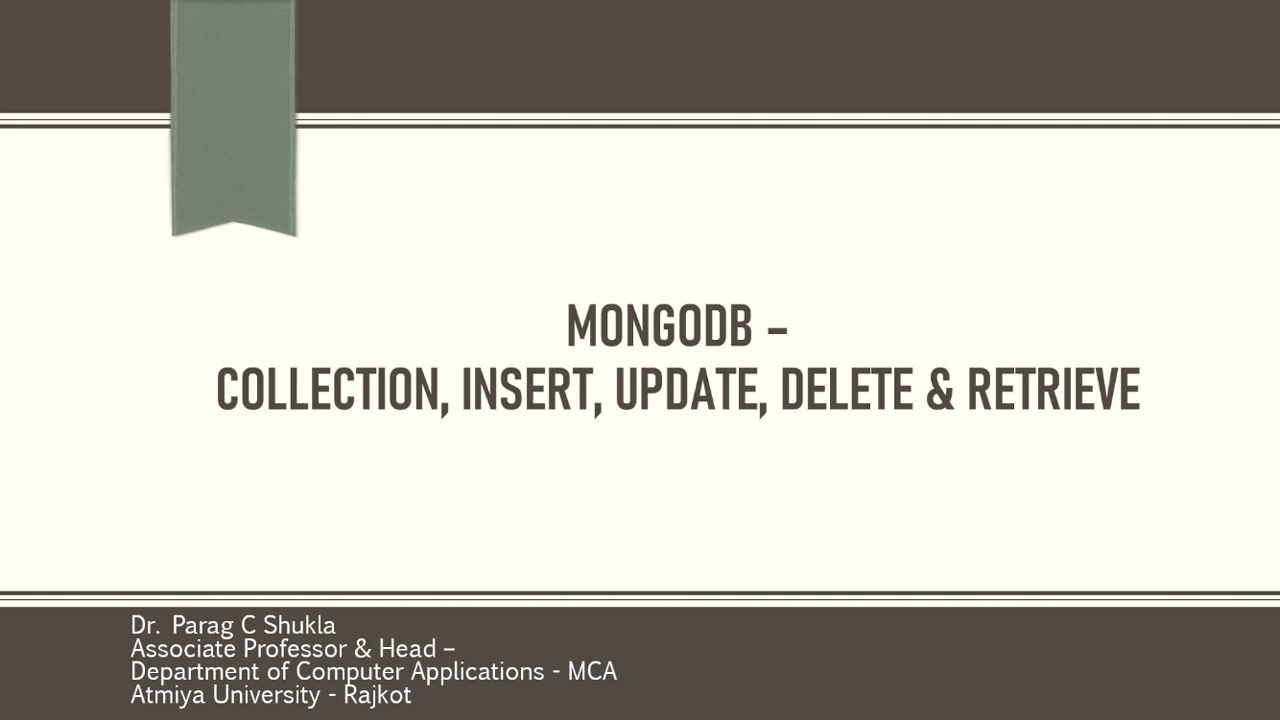 MONGODB –
COLLECTION, INSERT, UPDATE, DELETE & RETRIEVE
Dr. Parag C Shukla
Associate Professor & Head –
Department of Computer Applications - MCA
Atmiya University - Rajkot